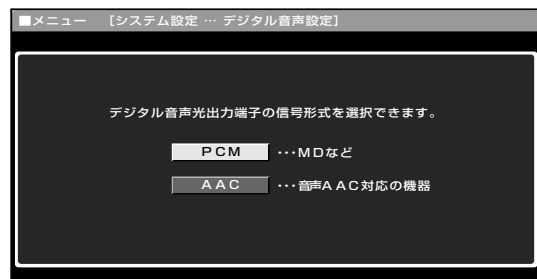 ■メニュー [システム設定 … デジタル音声設定]
デジタル音声光出力端子の信号形式を選択できます。
PCM ・・・MDなど
AAC ・・・音声AAC対応の機器